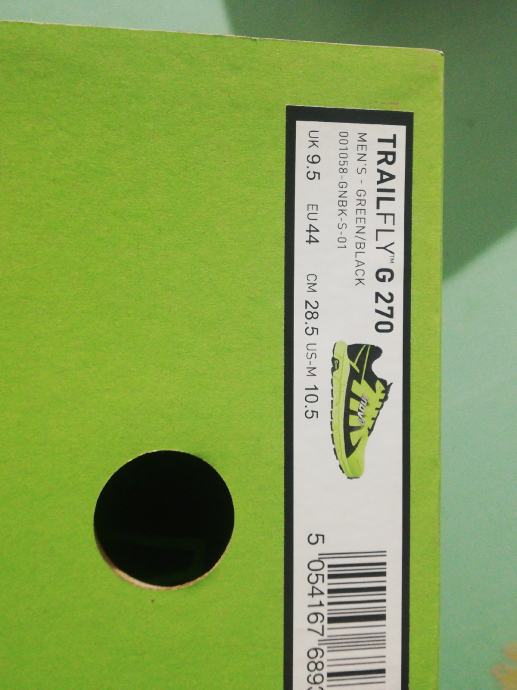 TRAILFLY™ G 270
MEN'S - GREEN/BLACK
001058-GNBK-S-01
UK 9.5 EU 44 CM 28.5 US-M 10.5
5 054167 689